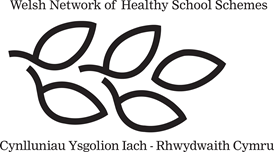 Welsh Network of Healthy School Schemes
Cynlluniau Ysgolion Iach - Rhwydwaith Cymru